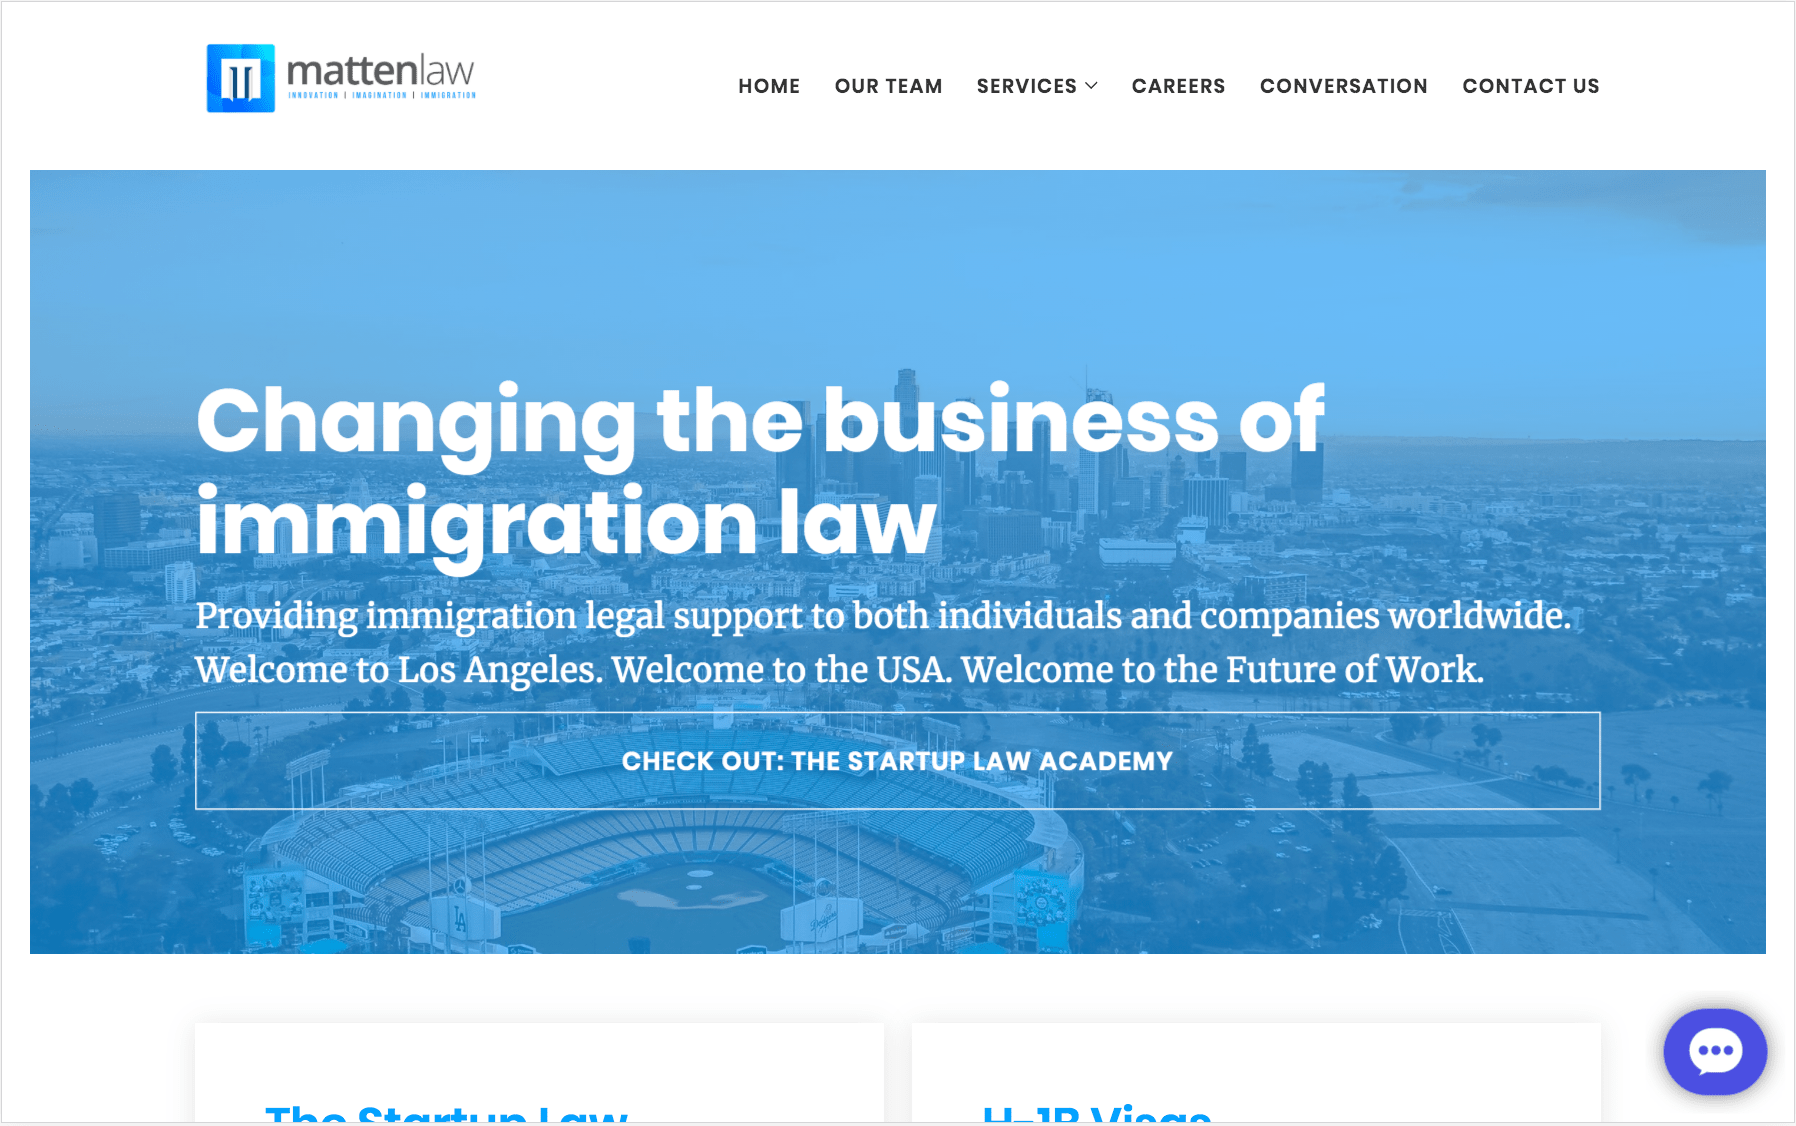 mattenlaw
INNOVATION | IMAGINATION | IMMIGRATION
HOME OUR TEAM SERVICES CAREERS CONVERSATION CONTACT US
Changing the business of
immigration law
Providing immigration legal support to both individuals and companies worldwide.
Welcome to Los Angeles. Welcome to the USA. Welcome to the Future of Work.
CHECK OUT: THE STARTUP LAW ACADEMY
LA
Dodgers
The Startup Law
H-1B Visas